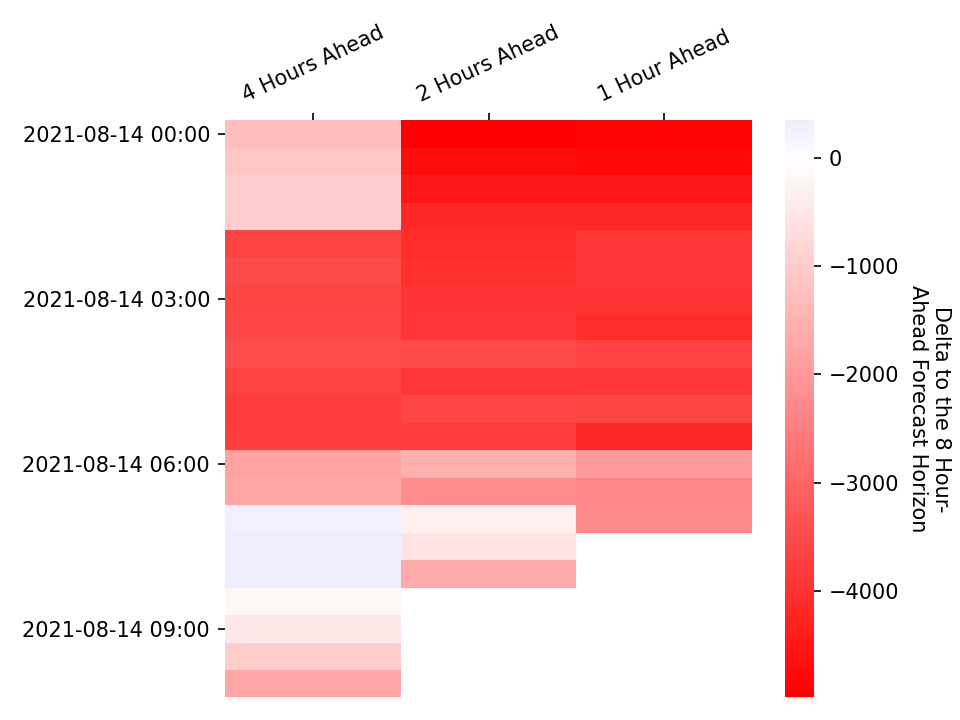 4 Hours Ahead
2 Hours Ahead
1 Hour Ahead
2021-08-14 00:00
2021-08-14 03:00
2021-08-14 06:00
2021-08-14 09:00
0
−1000
−2000
−3000
−4000
Delta to the 8 Hour-
Ahead Forecast Horizon